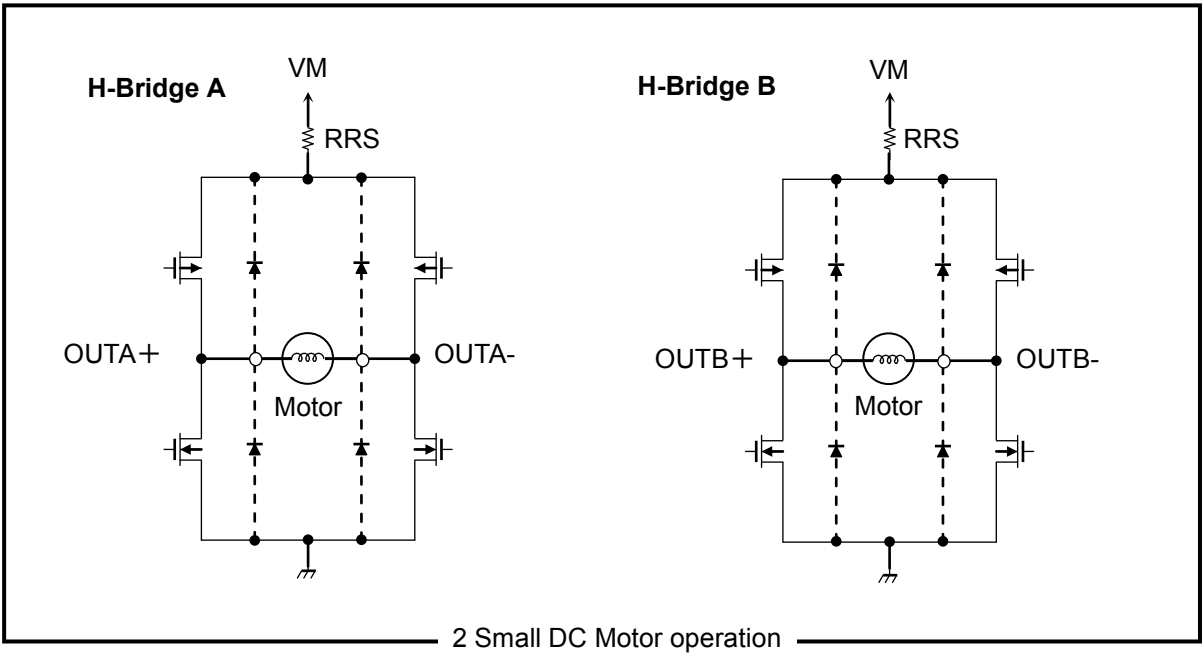 H-Bridge A
VM
RRS
OUTA+
OUTA-
Motor
H-Bridge B
VM
RRS
OUTB+
OUTB-
Motor
2 Small DC Motor operation